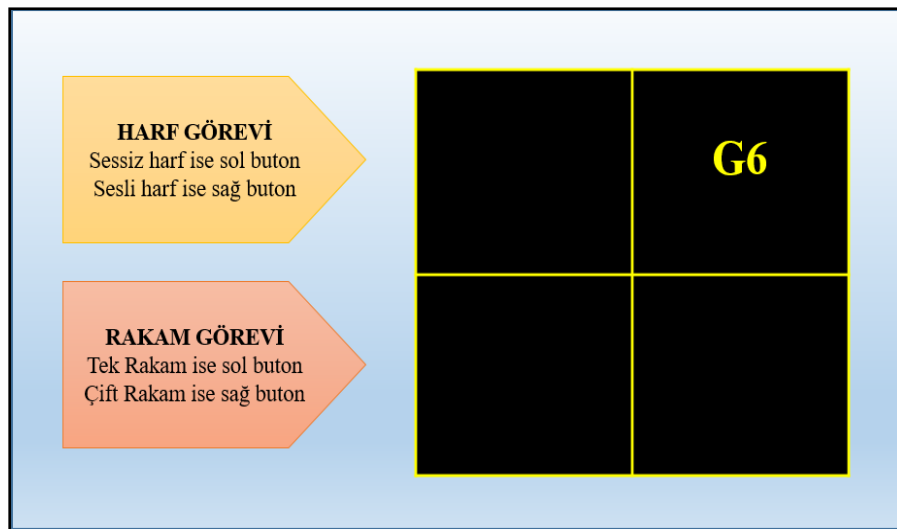 HARF GÖREVİ
Sessiz harf ise sol buton
Sesli harf ise sağ buton
G6
RAKAM GÖREVİ
Tek Rakam ise sol buton
Çift Rakam ise sağ buton